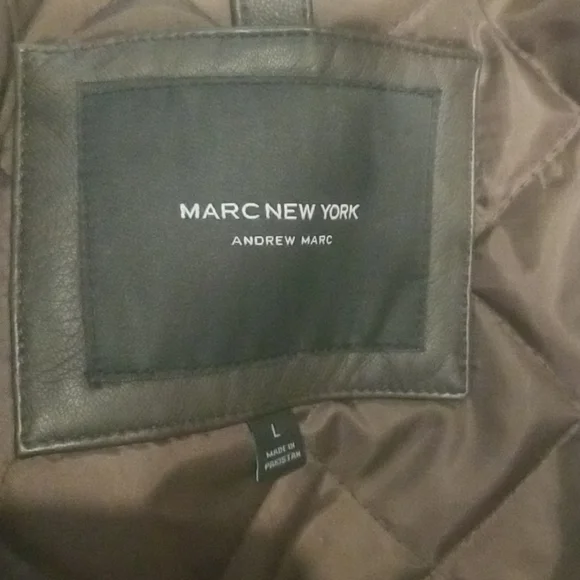 MARC NEW YORK
ANDREW MARC
L
MADE IN
PAKISTAN